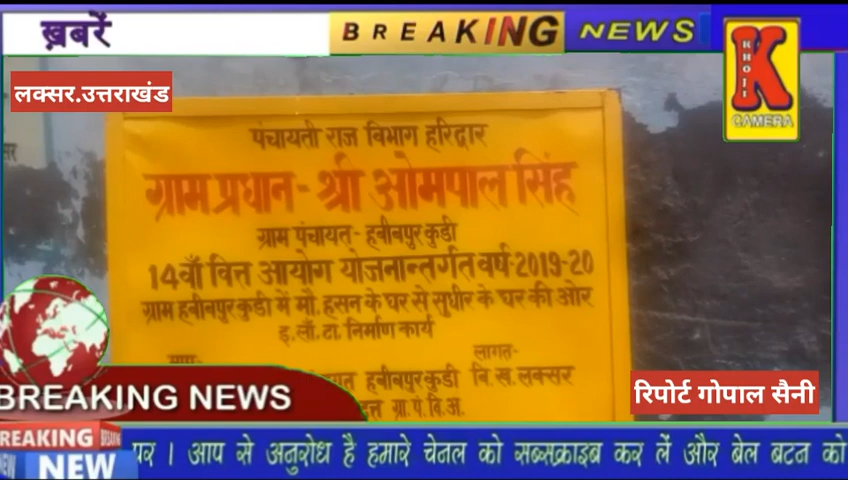 ख़बरें
BREAKING NEWS
KHOJI
K
CAMERA
लक्सर.उत्तराखंड
पंचायती राज विभाग हरिद्वार
ग्राम प्रधान- श्री ओमपाल सिंह
ग्राम पंचायत- हबीबपुर कुडी
14वाँ वित्त आयोग योजनान्तर्गत वर्ष-2019-20
ग्राम हबीबपुर कुडी में मौ. हसन के घर से सुधीर के घर की ओर
इ.लॉ.टा. निर्माण कार्य
लागत-
हबीबपुर कुडी वि.ख. लक्सर
ग्रा.पं.वि.अ.
BREAKING NEWS
रिपोर्ट गोपाल सैनी
BREAKING
NEW
पर । आप से अनुरोध है हमारे चेनल को सब्सक्राइब कर लें और बेल बटन को